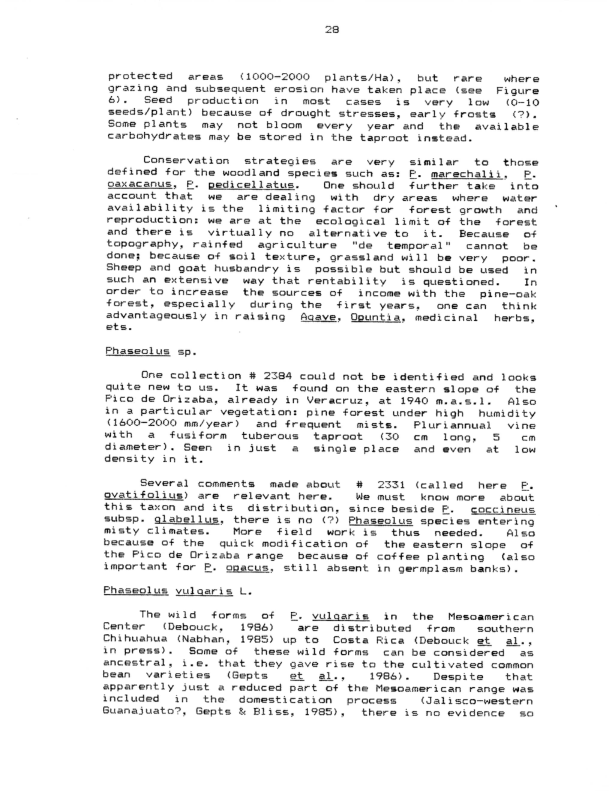 28
protected areas (1000-2000 plants/Ha), but rare where
grazing and subsequent erosion have taken place (see Figure
6). Seed production in most cases is very low (0-10
seeds/plant) because of drought stresses, early frosts (?).
Some plants may not bloom every year and the available
carbohydrates may be stored in the taproot instead.
Conservation strategies are very similar to those
defined for the woodland species such as: P. marechalii, P.
oaxacanus, P. pedicellatus. One should further take into
account that we are dealing with dry areas where water
availability is the limiting factor for forest growth and
reproduction: we are at the ecological limit of the forest
and there is virtually no alternative to it. Because of
topography, rainfed agriculture "de temporal" cannot be
done; because of soil texture, grassland will be very poor.
Sheep and goat husbandry is possible but should be used in
such an extensive way that rentability is questioned. In
order to increase the sources of income with the pine-oak
forest, especially during the first years, one can think
advantageously in raising Agave, Opuntia, medicinal herbs,
ets.
Phaseolus sp.
One collection # 2384 could not be identified and looks
quite new to us. It was found on the eastern slope of the
Pico de Orizaba, already in Veracruz, at 1940 m.a.s.l. Also
in a particular vegetation: pine forest under high humidity
(1600-2000 mm/year) and frequent mists. Pluriannual vine
with a fusiform tuberous taproot (30 cm long, 5 cm
diameter). Seen in just a single place and even at low
density in it.
Several comments made about # 2331 (called here P.
ovatifolius) are relevant here. We must know more about
this taxon and its distribution, since beside P. coccineus
subsp. glabellus, there is no (?) Phaseolus species entering
misty climates. More field work is thus needed. Also
because of the quick modification of the eastern slope of
the Pico de Orizaba range because of coffee planting (also
important for P. opacus, still absent in germplasm banks).
Phaseolus vulgaris L.
The wild forms of P. vulgaris in the Mesoamerican
Center (Debouck, 1986) are distributed from southern
Chihuahua (Nabhan, 1985) up to Costa Rica (Debouck et al.,
in press). Some of these wild forms can be considered as
ancestral, i.e. that they gave rise to the cultivated common
bean varieties (Gepts et al., 1986). Despite that
apparently just a reduced part of the Mesoamerican range was
included in the domestication process (Jalisco-western
Guanajuato?, Gepts & Bliss, 1985), there is no evidence so